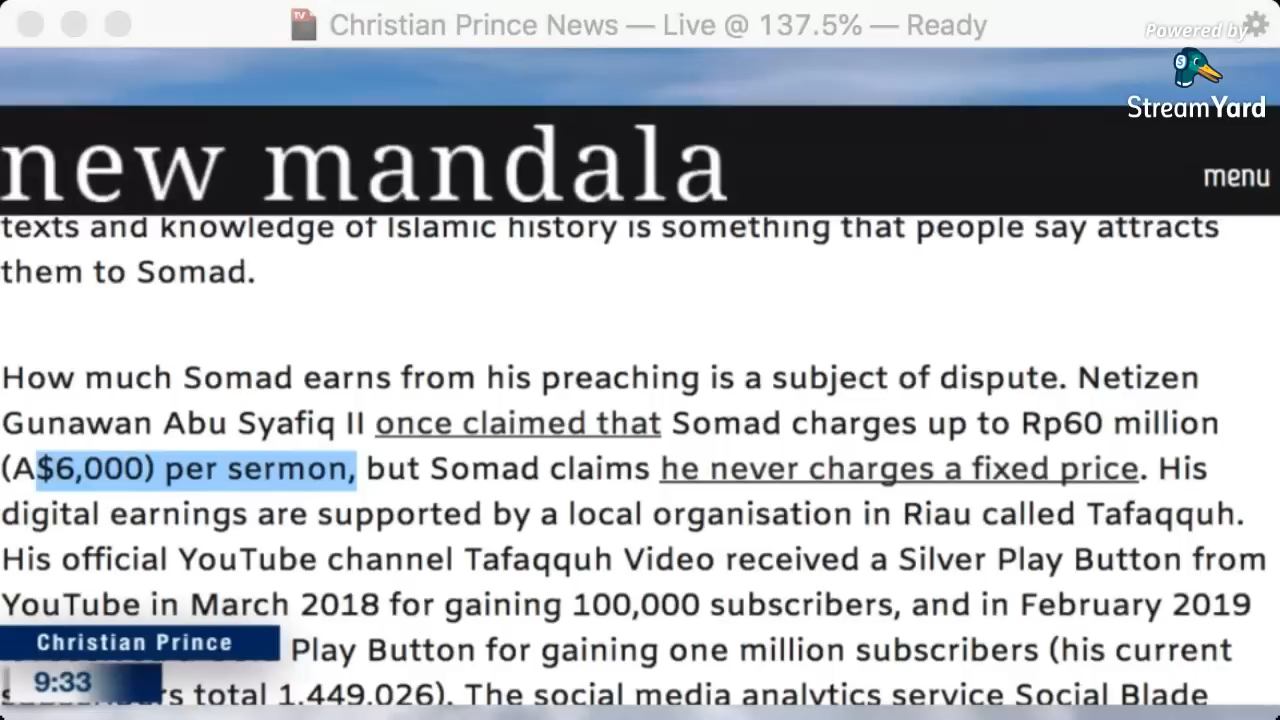 Christian Prince News — Live @ 137.5% — Ready
Powered by
StreamYard
new mandala
menu
texts and knowledge of Islamic history is something that people say attracts
them to Somad.
How much Somad earns from his preaching is a subject of dispute. Netizen
Gunawan Abu Syafiq II once claimed that Somad charges up to Rp60 million
(A$6,000) per sermon, but Somad claims he never charges a fixed price. His
digital earnings are supported by a local organisation in Riau called Tafaqquh.
His official YouTube channel Tafaqquh Video received a Silver Play Button from
YouTube in March 2018 for gaining 100,000 subscribers, and in February 2019
Play Button for gaining one million subscribers (his current
total 1,449,026). The social media analytics service Social Blade
Christian Prince
9:33